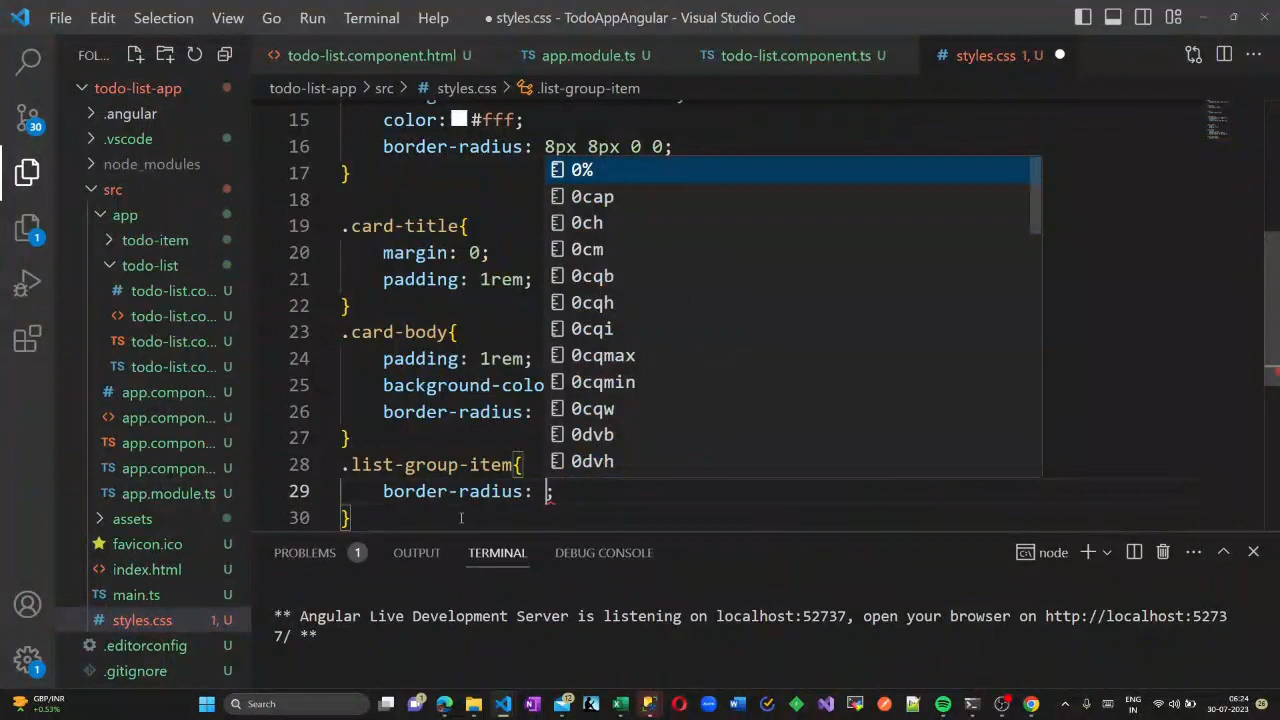 File Edit Selection View Go Run Terminal Help
● styles.css - TodoAppAngular - Visual Studio Code
FOL...
todo-list.component.html U
TS app.module.ts U
TS todo-list.component.ts U
# styles.css 1, U ●
todo-list-app > src > # styles.css > .list-group-item
todo-list-app
.angular
.vscode
node_modules
src
app
todo-item
todo-list
# todo-list.co... U
<> todo-list.co... U
TS todo-list.co... U
TS todo-list.co... U
# app.compon... U
<> app.compon... U
TS app.compon... U
TS app.compon... U
TS app.module.ts U
assets
favicon.ico U
<> index.html U
TS main.ts U
# styles.css 1, U
.editorconfig U
.gitignore U
30
1
1
15 color: #fff;
16 border-radius: 8px 8px 0 0;
17 }
18
19 .card-title{
20 margin: 0;
21 padding: 1rem;
22 }
23 .card-body{
24 padding: 1rem;
25 background-colo
26 border-radius:
27 }
28 .list-group-item{
29 border-radius: ;
30 }
0%
0cap
0ch
0cm
0cqb
0cqh
0cqi
0cqmax
0cqmin
0cqw
0dvb
0dvh
PROBLEMS 1 OUTPUT TERMINAL DEBUG CONSOLE
node
** Angular Live Development Server is listening on localhost:52737, open your browser on http://localhost:5273
7/ **
GBP/INR
+0.53%
Search
ENG
IN
06:24
30-07-2023